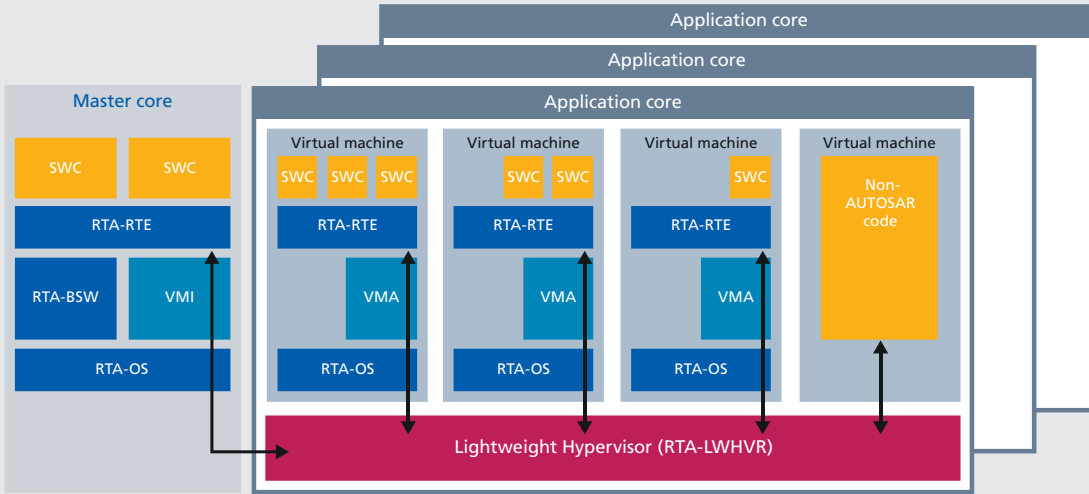 Application core
Application core
Application core
Master core
SWC
SWC
RTA-RTE
RTA-BSW
VMI
RTA-OS
Virtual machine
SWC
SWC
SWC
RTA-RTE
VMA
RTA-OS
Virtual machine
SWC
SWC
RTA-RTE
VMA
RTA-OS
Virtual machine
SWC
RTA-RTE
VMA
RTA-OS
Virtual machine
Non-
AUTOSAR
code
Lightweight Hypervisor (RTA-LWHVR)